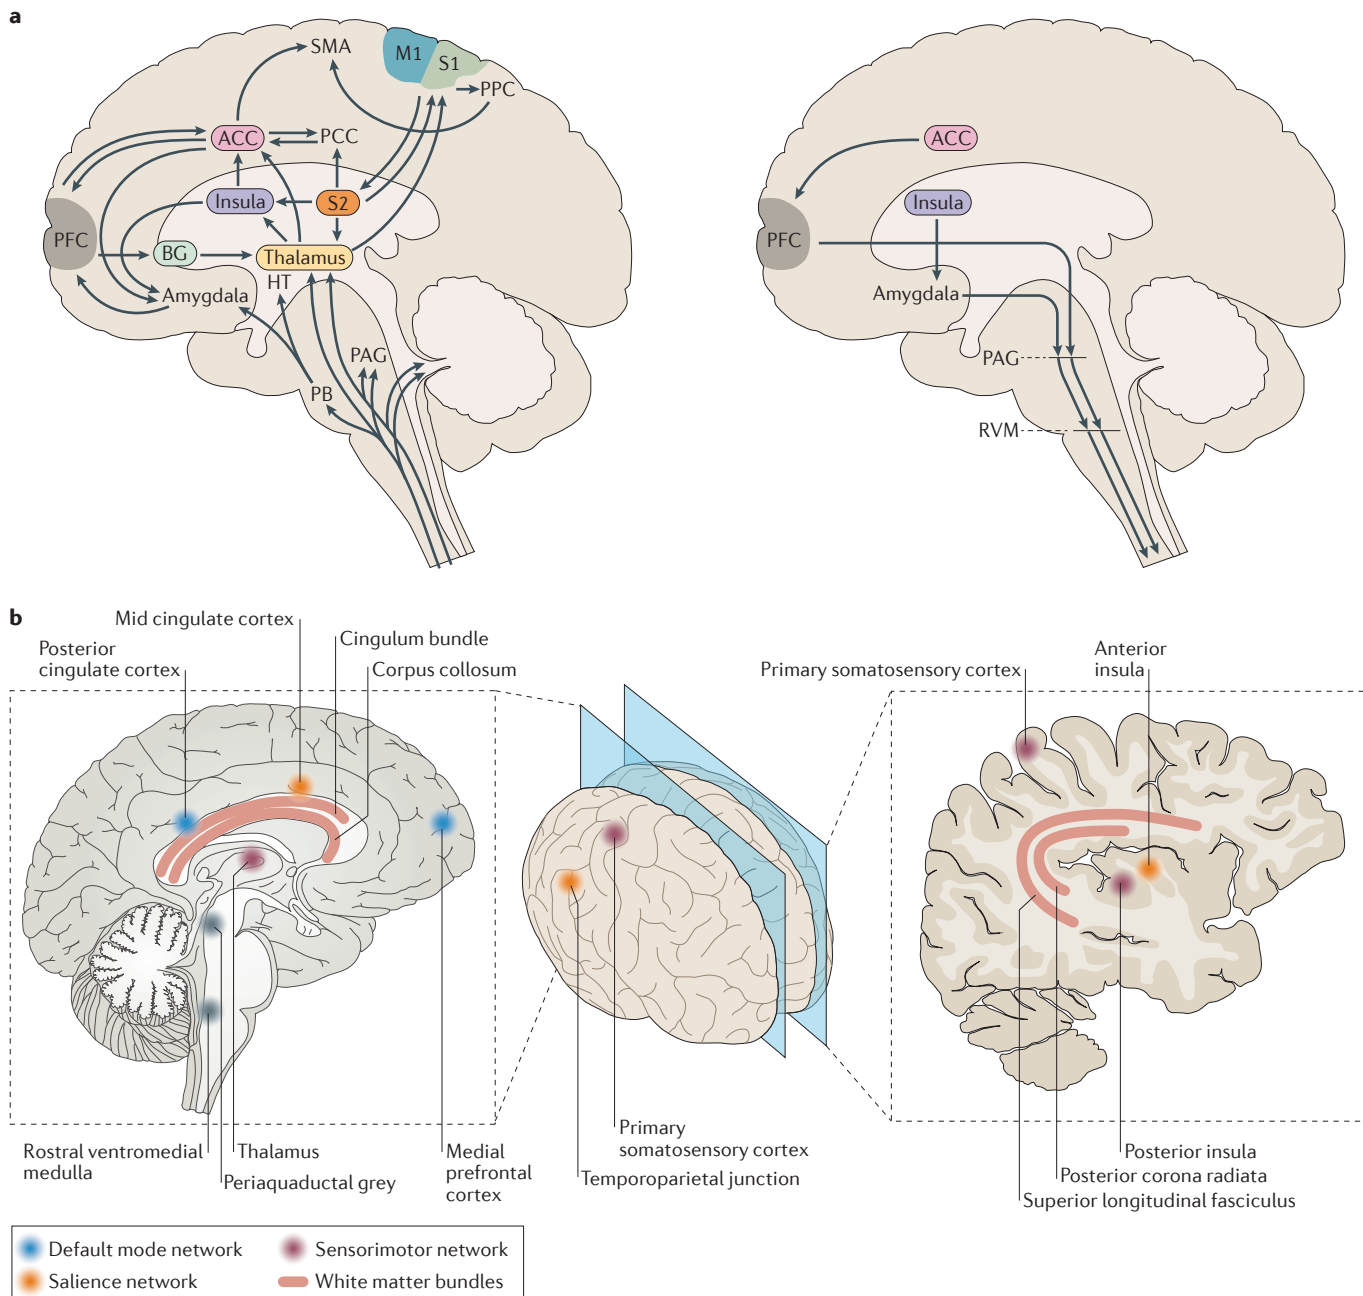 a
SMA
M1
S1
PPC
ACC
PCC
Insula
S2
PFC
BG
Thalamus
HT
Amygdala
PAG
PB
ACC
Insula
PFC
Amygdala
PAG
RVM
b
Mid cingulate cortex
Posterior
cingulate cortex
Cingulum bundle
Corpus collosum
Primary somatosensory cortex
Anterior
insula
Rostral ventromedial
medulla
Thalamus
Periaquaductal grey
Medial
prefrontal
cortex
Primary
somatosensory cortex
Temporoparietal junction
Posterior insula
Posterior corona radiata
Superior longitudinal fasciculus
Default mode network
Sensorimotor network
Salience network
White matter bundles